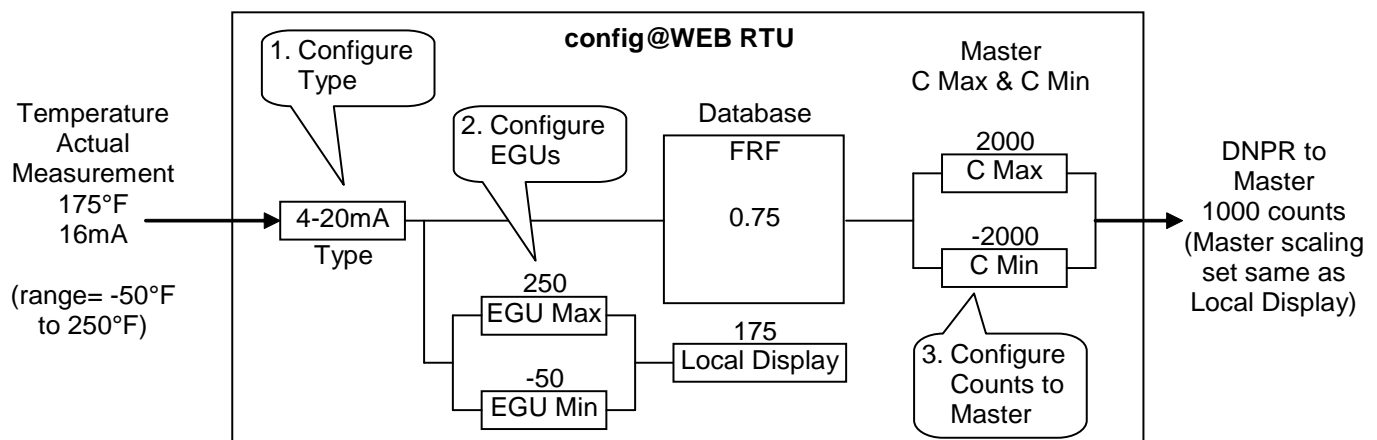 config@WEB RTU
Temperature
Actual
Measurement
175°F
16mA
(range= -50°F
to 250°F)
1. Configure
Type
4-20mA
Type
2. Configure
EGUs
250
EGU Max
-50
EGU Min
175
Local Display
Database
FRF
0.75
Master
C Max & C Min
2000
C Max
-2000
C Min
3. Configure
Counts to
Master
DNPR to
Master
1000 counts
(Master scaling
set same as
Local Display)